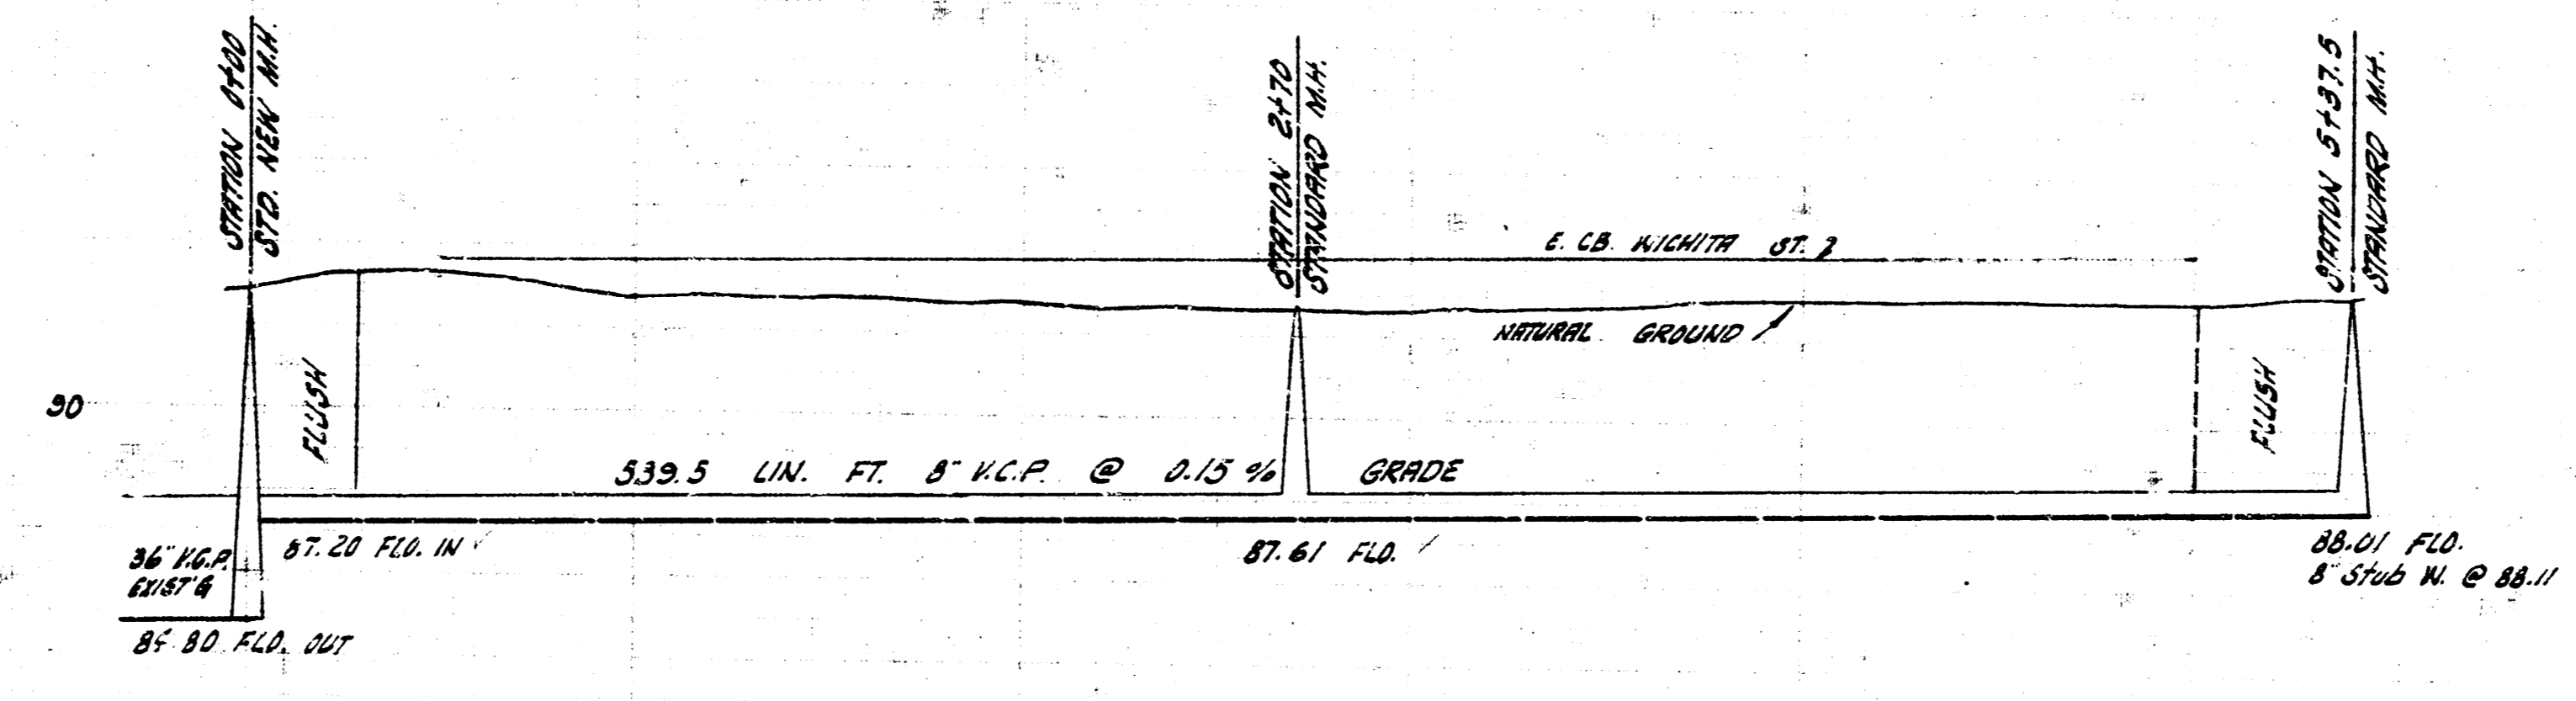 STATION 0+00
STD. NEW M.H.
STATION 2+70
STANDARD M.H.
STATION 5+37.5
STANDARD M.H.
E. CB. WICHITA ST.
NATURAL GROUND
90
FLUSH
FLUSH
539.5 LIN. FT. 8" V.C.P. @ 0.15 % GRADE
36" V.C.P.
EXIST'G
87.20 FLO. IN
87.61 FLO.
88.01 FLO.
8" Stub W. @ 88.11
80 FLO. OUT